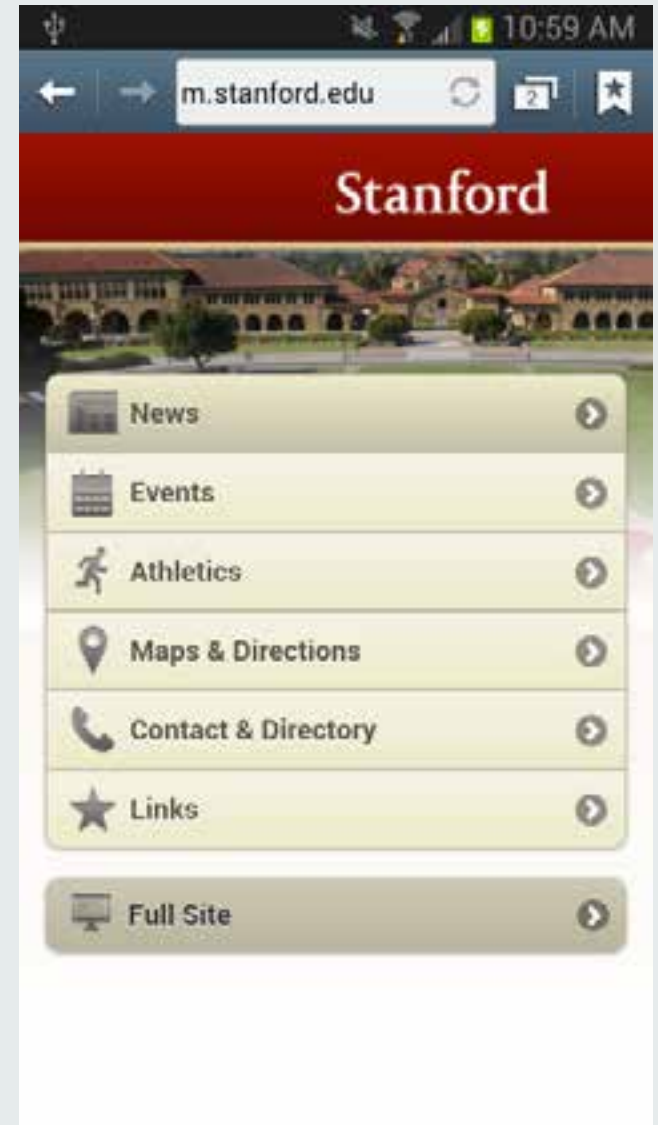 10:59 AM
m.stanford.edu
2
Stanford
News
Events
Athletics
Maps & Directions
Contact & Directory
Links
Full Site